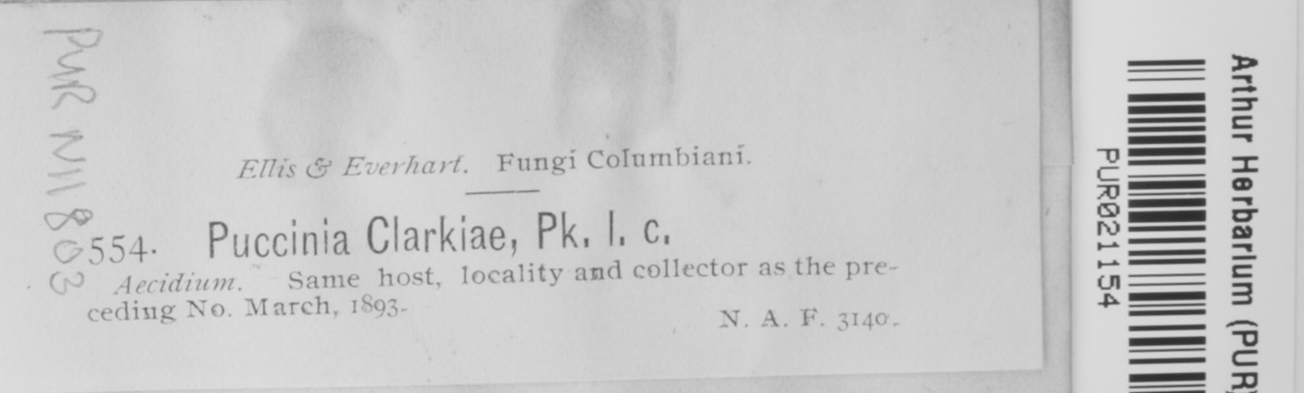 Ellis & Everhart. Fungi Columbiani.
554. Puccinia Clarkiae, Pk. l. c.
Aecidium. Same host, locality and collector as the pre-
ceding No. March, 1893.
N. A. F. 3140.
PUR N11803
PUR021154
Arthur Herbarium (PUR)